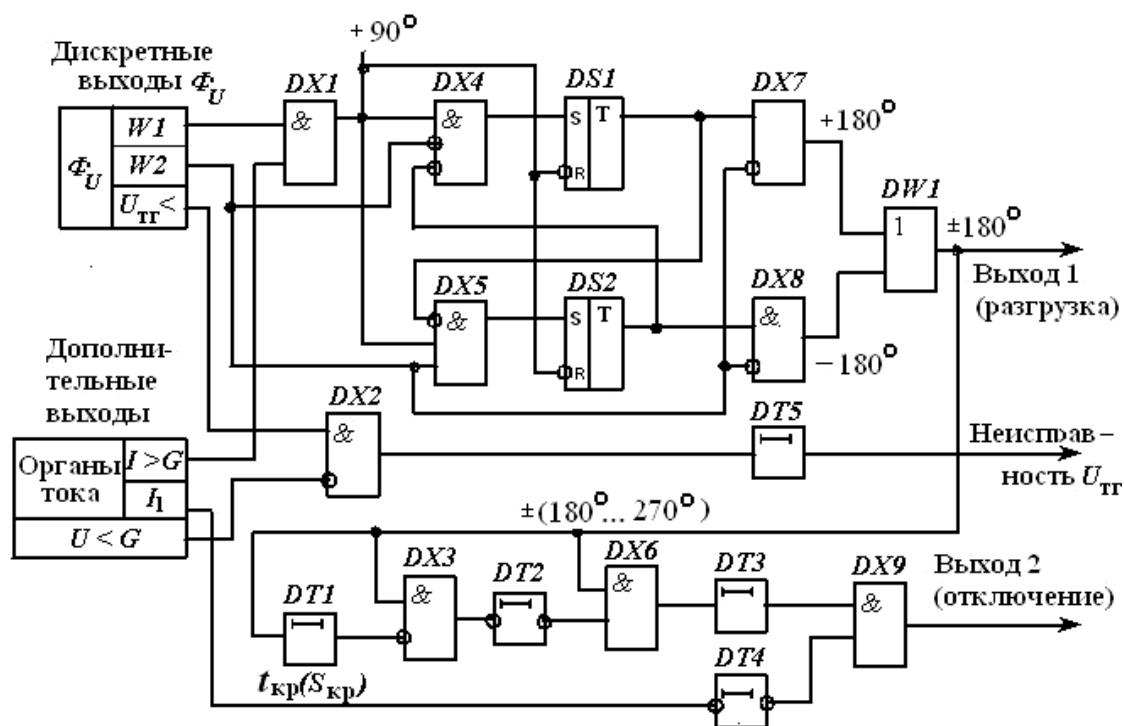 +90°
Дискретные
выходы Φ_U
DX1
DX4
DS1
DX7
+180°
W1
&
&
S T
Φ_U
W2
R
DW1
U_тг <
1
±180°
Выход 1
(разгрузка)
DX5
DS2
DX8
&
S T
&
R
−180°
Дополни-
тельные
выходы
DX2
&
DT5
Неисправ–
ность U_тг
Органы
тока
I > G
I_1
U < G
±(180°... 270°)
DX3
DX6
DX9
Выход 2
(отключение)
DT1
DT2
DT3
&
&
&
t_кр(S_кр)
DT4